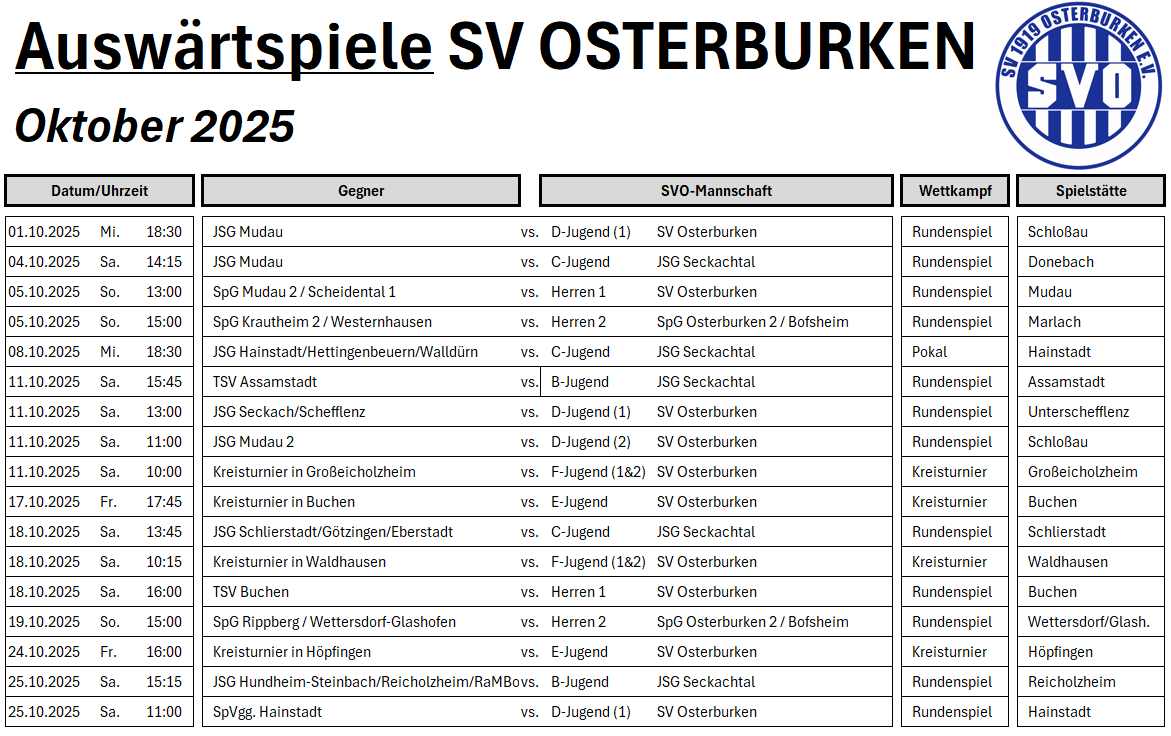 Auswärtspiele SV OSTERBURKEN
SV 1919 OSTERBURKEN E.V.
SVO
Oktober 2025
Datum/Uhrzeit Gegner SVO-Mannschaft Wettkampf Spielstätte
01.10.2025 Mi. 18:30 JSG Mudau vs. D-Jugend (1) SV Osterburken Rundenspiel Schloßau
04.10.2025 Sa. 14:15 JSG Mudau vs. C-Jugend JSG Seckachtal Rundenspiel Donebach
05.10.2025 So. 13:00 SpG Mudau 2 / Scheidental 1 vs. Herren 1 SV Osterburken Rundenspiel Mudau
05.10.2025 So. 15:00 SpG Krautheim 2 / Westernhausen vs. Herren 2 SpG Osterburken 2 / Bofsheim Rundenspiel Marlach
08.10.2025 Mi. 18:30 JSG Hainstadt/Hettingenbeuern/Walldürn vs. C-Jugend JSG Seckachtal Pokal Hainstadt
11.10.2025 Sa. 15:45 TSV Assamstadt vs. B-Jugend JSG Seckachtal Rundenspiel Assamstadt
11.10.2025 Sa. 13:00 JSG Seckach/Schefflenz vs. D-Jugend (1) SV Osterburken Rundenspiel Unterschefflenz
11.10.2025 Sa. 11:00 JSG Mudau 2 vs. D-Jugend (2) SV Osterburken Rundenspiel Schloßau
11.10.2025 Sa. 10:00 Kreisturnier in Großeicholzheim vs. F-Jugend (1&2) SV Osterburken Kreisturnier Großeicholzheim
17.10.2025 Fr. 17:45 Kreisturnier in Buchen vs. E-Jugend SV Osterburken Kreisturnier Buchen
18.10.2025 Sa. 13:45 JSG Schlierstadt/Götzingen/Eberstadt vs. C-Jugend JSG Seckachtal Rundenspiel Schlierstadt
18.10.2025 Sa. 10:15 Kreisturnier in Waldhausen vs. F-Jugend (1&2) SV Osterburken Kreisturnier Waldhausen
18.10.2025 Sa. 16:00 TSV Buchen vs. Herren 1 SV Osterburken Rundenspiel Buchen
19.10.2025 So. 15:00 SpG Rippberg / Wettersdorf-Glashofen vs. Herren 2 SpG Osterburken 2 / Bofsheim Rundenspiel Wettersdorf/Glash.
24.10.2025 Fr. 16:00 Kreisturnier in Höpfingen vs. E-Jugend SV Osterburken Kreisturnier Höpfingen
25.10.2025 Sa. 15:15 JSG Hundheim-Steinbach/Reicholzheim/RaMBo vs. B-Jugend JSG Seckachtal Rundenspiel Reicholzheim
25.10.2025 Sa. 11:00 SpVgg. Hainstadt vs. D-Jugend (1) SV Osterburken Rundenspiel Hainstadt